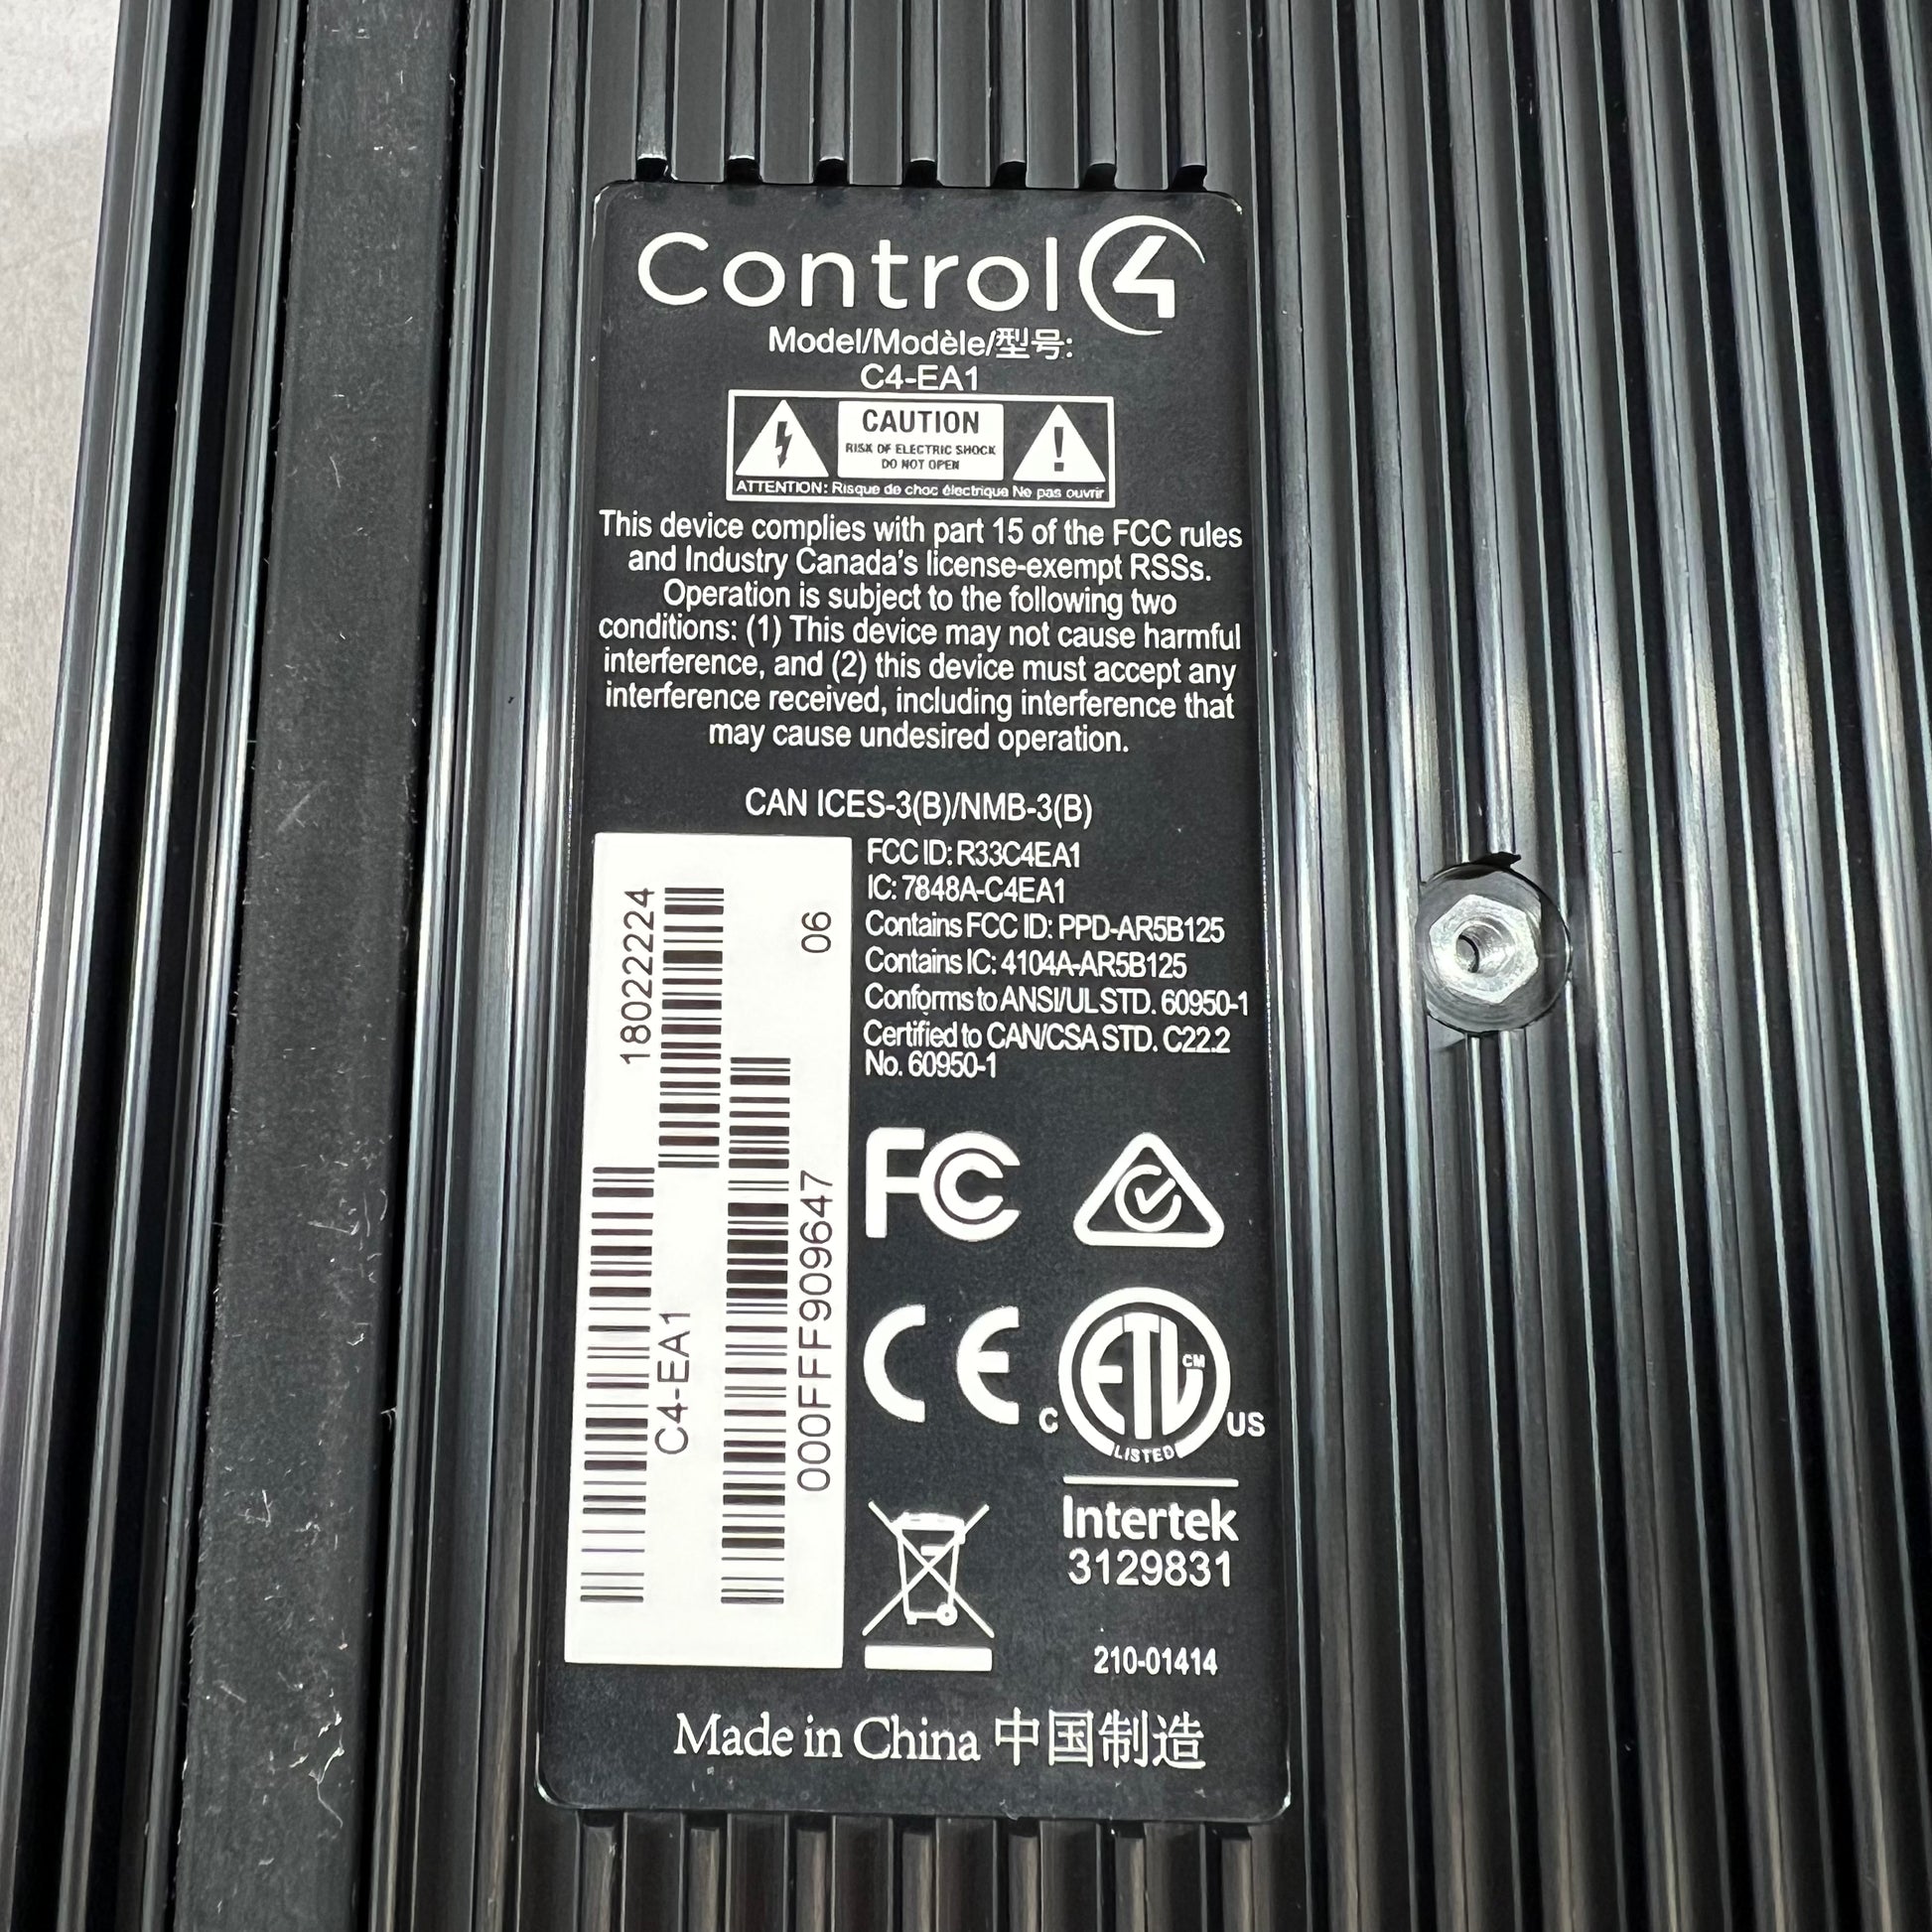 Control4
Model/Modèle/型号:
C4-EA1
CAUTION
RISK OF ELECTRIC SHOCK
DO NOT OPEN
ATTENTION: Risque de choc électrique Ne pas ouvrir
This device complies with part 15 of the FCC rules
and Industry Canada's license-exempt RSSs.
Operation is subject to the following two
conditions: (1) This device may not cause harmful
interference, and (2) this device must accept any
interference received, including interference that
may cause undesired operation.
CAN ICES-3(B)/NMB-3(B)
FCC ID: R33C4EA1
IC: 7848A-C4EA1
Contains FCC ID: PPD-AR5B125
Contains IC: 4104A-AR5B125
Conforms to ANSI/UL STD. 60950-1
Certified to CAN/CSA STD. C22.2
No. 60950-1
18022224
06
C4-EA1
000FFF909647
FC
CE
ETL CM
C
US
LISTED
Intertek
3129831
210-01414
Made in China 中国制造